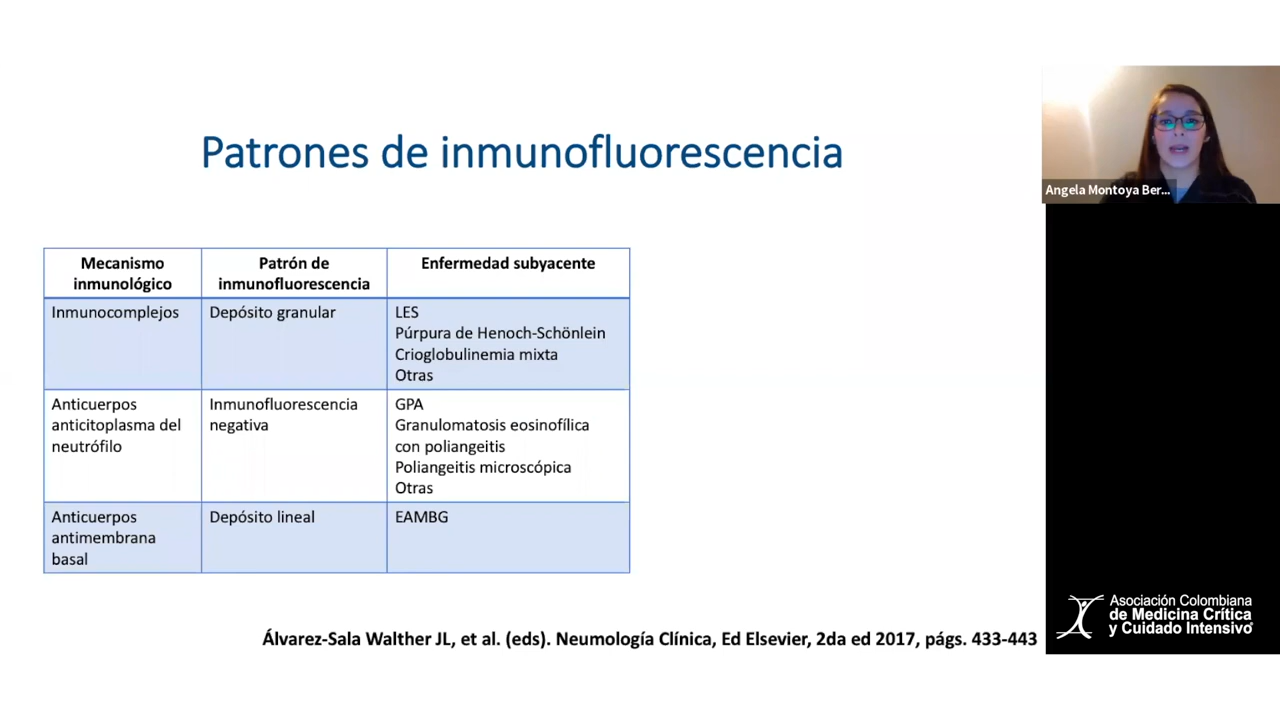 Patrones de inmunofluorescencia
Angela Montoya Ber...
Mecanismo
inmunológico
Patrón de
inmunofluorescencia
Enfermedad subyacente
Inmunocomplejos
Depósito granular
LES
Púrpura de Henoch-Schönlein
Crioglobulinemia mixta
Otras
Anticuerpos
anticitoplasma del
neutrófilo
Inmunofluorescencia
negativa
GPA
Granulomatosis eosinofílica
con poliangeitis
Poliangeitis microscópica
Otras
Anticuerpos
antimembrana
basal
Depósito lineal
EAMBG
Álvarez-Sala Walther JL, et al. (eds). Neumología Clínica, Ed Elsevier, 2da ed 2017, págs. 433-443
Asociación Colombiana
de Medicina Crítica
y Cuidado Intensivo